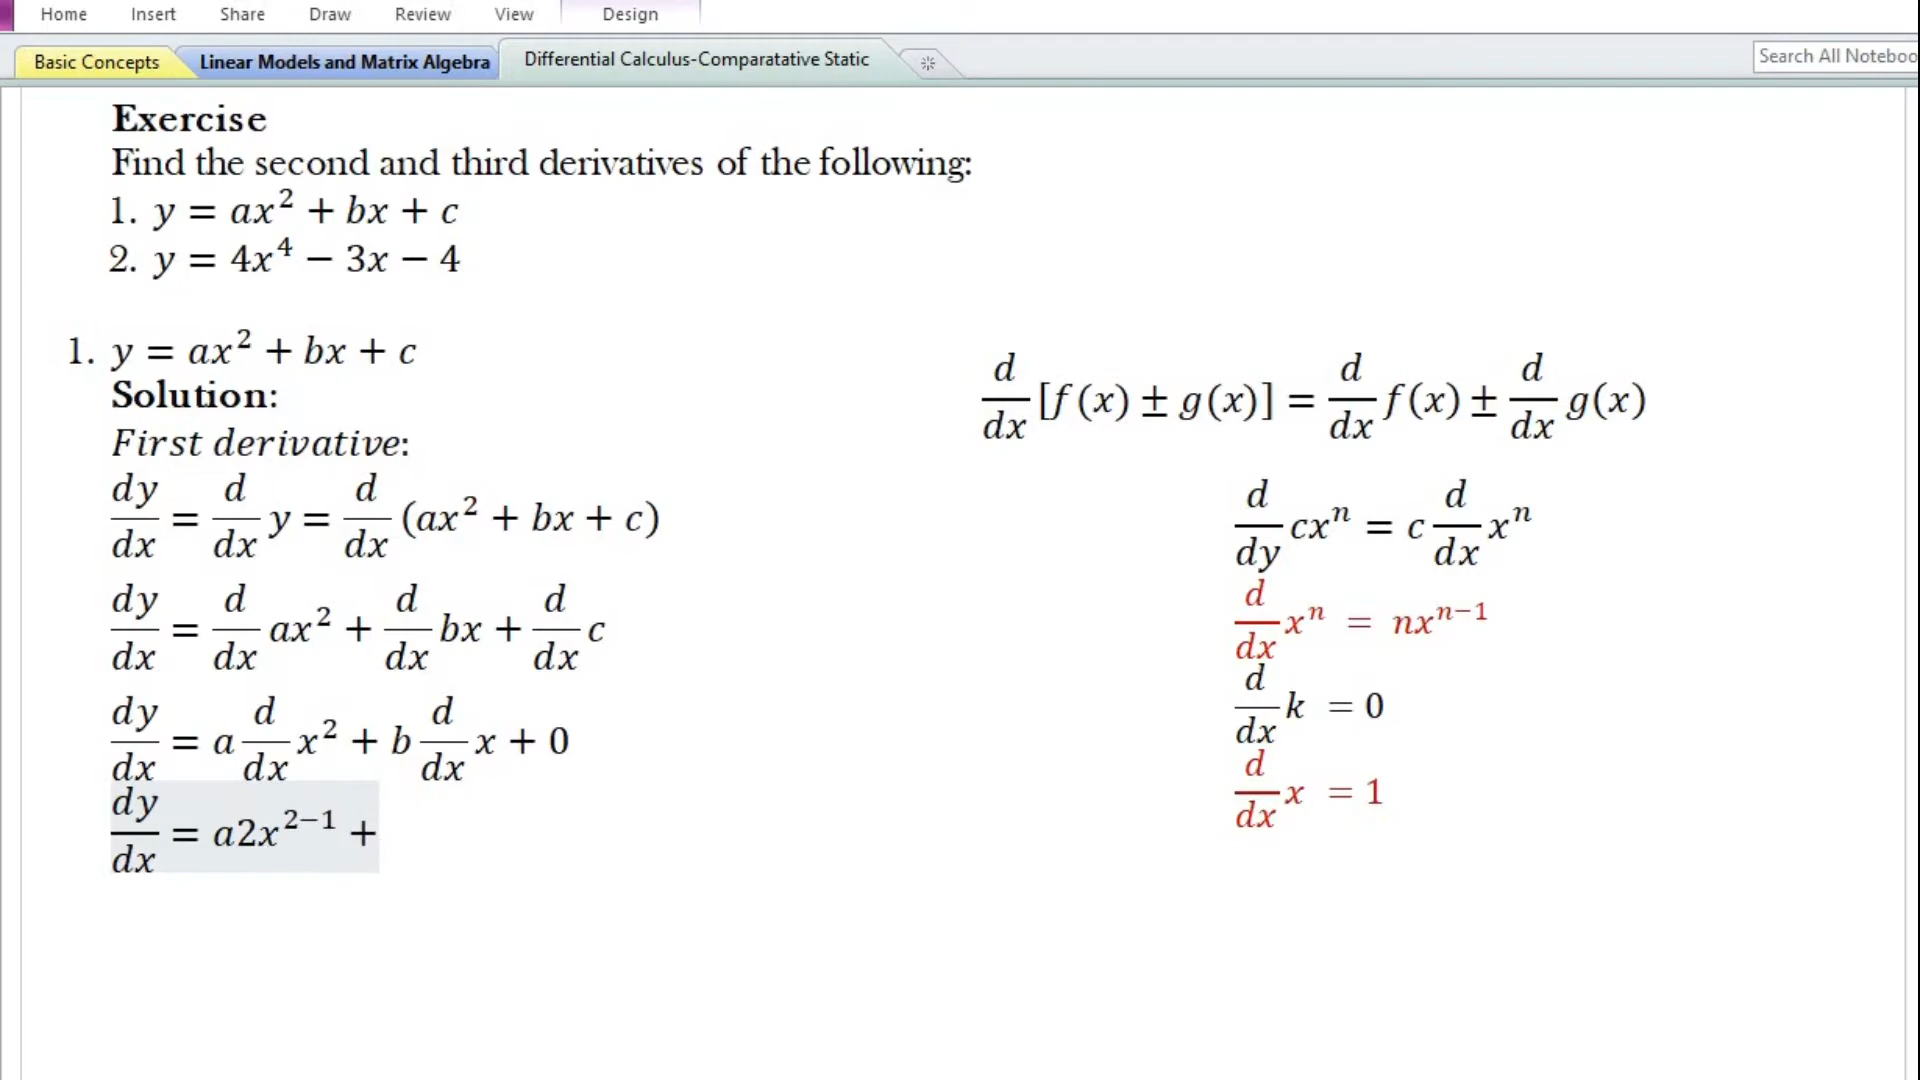 Home Insert Share Draw Review View Design
Basic Concepts Linear Models and Matrix Algebra Differential Calculus-Comparatative Static Search All Noteboo
Exercise
Find the second and third derivatives of the following:
1. y = ax² + bx + c
2. y = 4x⁴ − 3x − 4
1. y = ax² + bx + c
Solution:
First derivative:
dy/dx = d/dx y = d/dx (ax² + bx + c)
dy/dx = d/dx ax² + d/dx bx + d/dx c
dy/dx = a d/dx x² + b d/dx x + 0
dy/dx = a2x²⁻¹ +
d/dx [f(x) ± g(x)] = d/dx f(x) ± d/dx g(x)
d/dy cxⁿ = c d/dx xⁿ
d/dx xⁿ = nxⁿ⁻¹
d/dx k = 0
d/dx x = 1